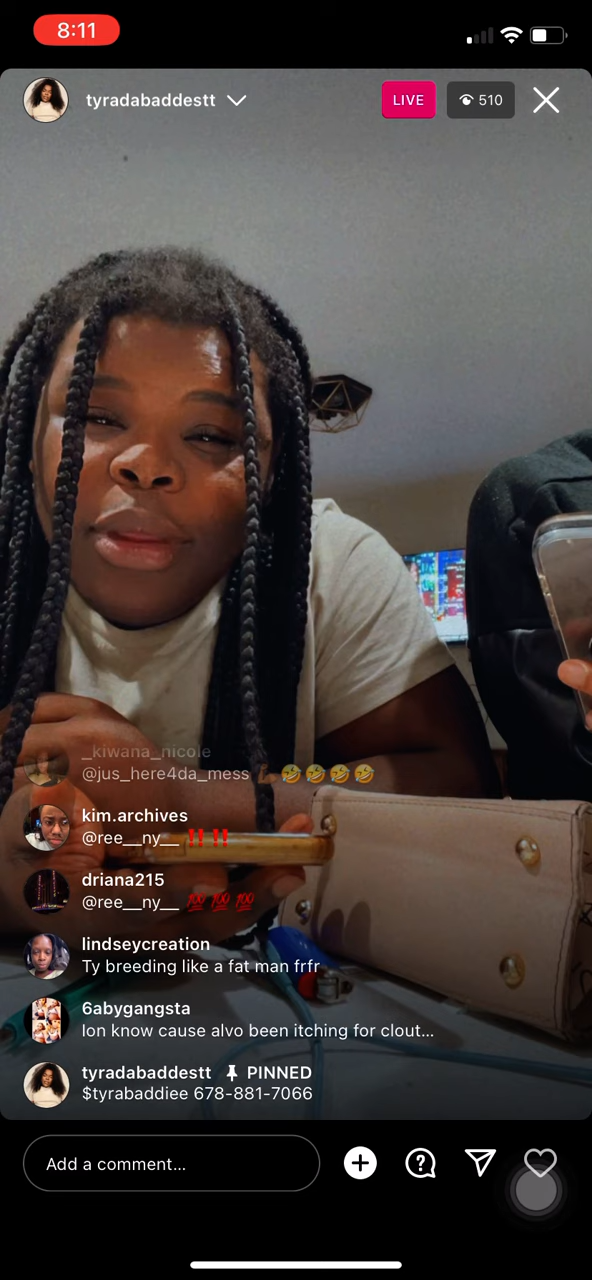 8:11
tyradabaddestt
LIVE
510
_kiwana_nicole
@jus_here4da_mess 🤣🤣🤣🤣
kim.archives
@ree__ny__ ‼️ ‼️
driana215
@ree__ny__ 💯 💯 💯
lindseycreation
Ty breeding like a fat man frfr
6abygangsta
Ion know cause alvo been itching for clout...
tyradabaddestt PINNED
$tyrabaddiee 678-881-7066
Add a comment...